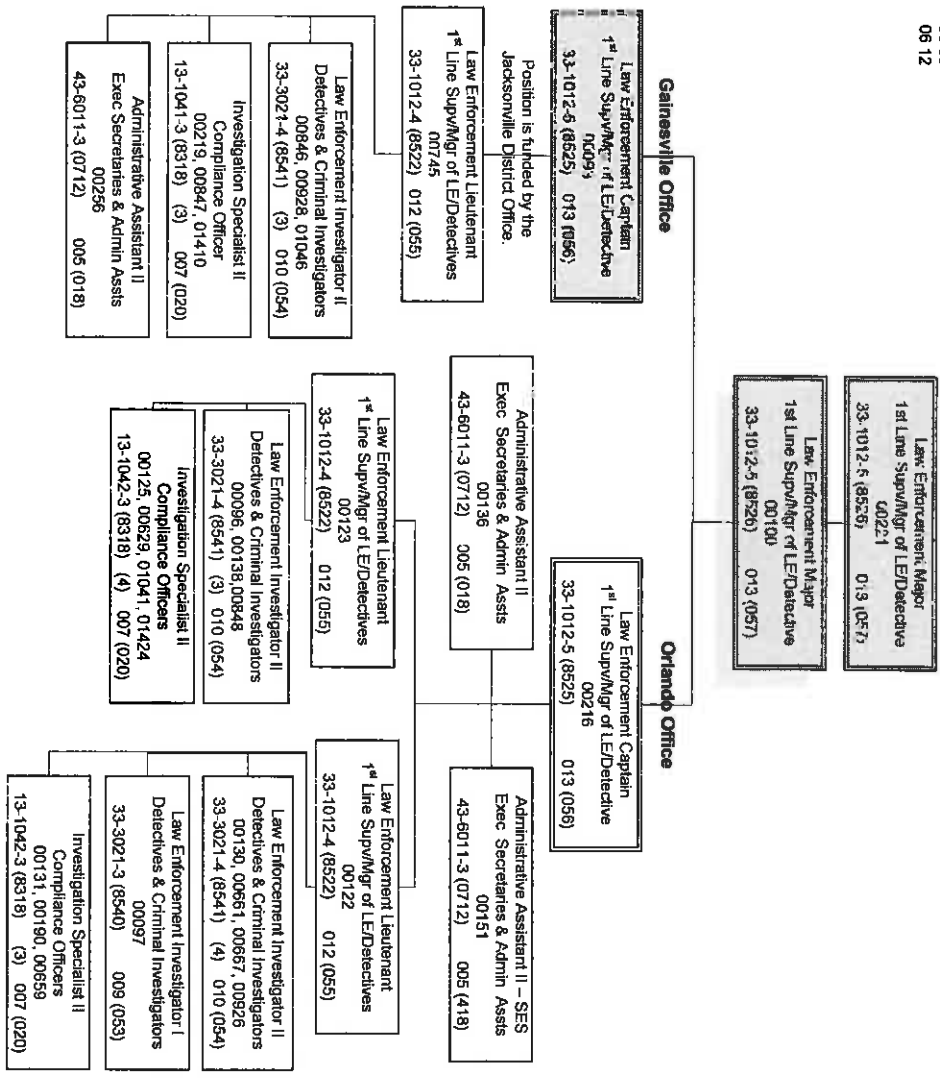 06 12
Law Enforcement Major
1st Line Supv/Mgr of LE/Detective
00221
33-1012-5 (8526) 013 (057)
Law Enforcement Major
1st Line Supv/Mgr of LE/Detective
00100
33-1012-5 (8526) 013 (057)
Gainesville Office
Law Enforcement Captain
1st Line Supv/Mgr of LE/Detective
33-1012-5 (8525) 013 (056)
Position is funded by the
Jacksonville District Office.
Law Enforcement Lieutenant
1st Line Supv/Mgr of LE/Detectives
00745
33-1012-4 (8522) 012 (055)
Law Enforcement Investigator II
Detectives & Criminal Investigators
00846, 00928, 01046
33-3021-4 (8541) (3) 010 (054)
Investigation Specialist II
Compliance Officer
00219, 00847, 01410
13-1041-3 (8318) (3) 007 (020)
Administrative Assistant II
Exec Secretaries & Admin Assts
00256
43-6011-3 (0712) 005 (018)
Orlando Office
Law Enforcement Captain
1st Line Supv/Mgr of LE/Detective
00216
33-1012-5 (8525) 013 (056)
Administrative Assistant II
Exec Secretaries & Admin Assts
00136
43-6011-3 (0712) 005 (018)
Administrative Assistant II – SES
Exec Secretaries & Admin Assts
00151
43-6011-3 (0712) 005 (418)
Law Enforcement Lieutenant
1st Line Supv/Mgr of LE/Detectives
00123
33-1012-4 (8522) 012 (055)
Law Enforcement Investigator II
Detectives & Criminal Investigators
00096, 00138,00848
33-3021-4 (8541) (3) 010 (054)
Investigation Specialist II
Compliance Officers
00125, 00629, 01041, 01424
13-1042-3 (8318) (4) 007 (020)
Law Enforcement Lieutenant
1st Line Supv/Mgr of LE/Detectives
00122
33-1012-4 (8522) 012 (055)
Law Enforcement Investigator II
Detectives & Criminal Investigators
00130, 00661, 00667, 00926
33-3021-4 (8541) (4) 010 (054)
Law Enforcement Investigator I
Detectives & Criminal Investigators
00097
33-3021-3 (8540) 009 (053)
Investigation Specialist II
Compliance Officers
00131, 00190, 00659
13-1042-3 (8318) (3) 007 (020)